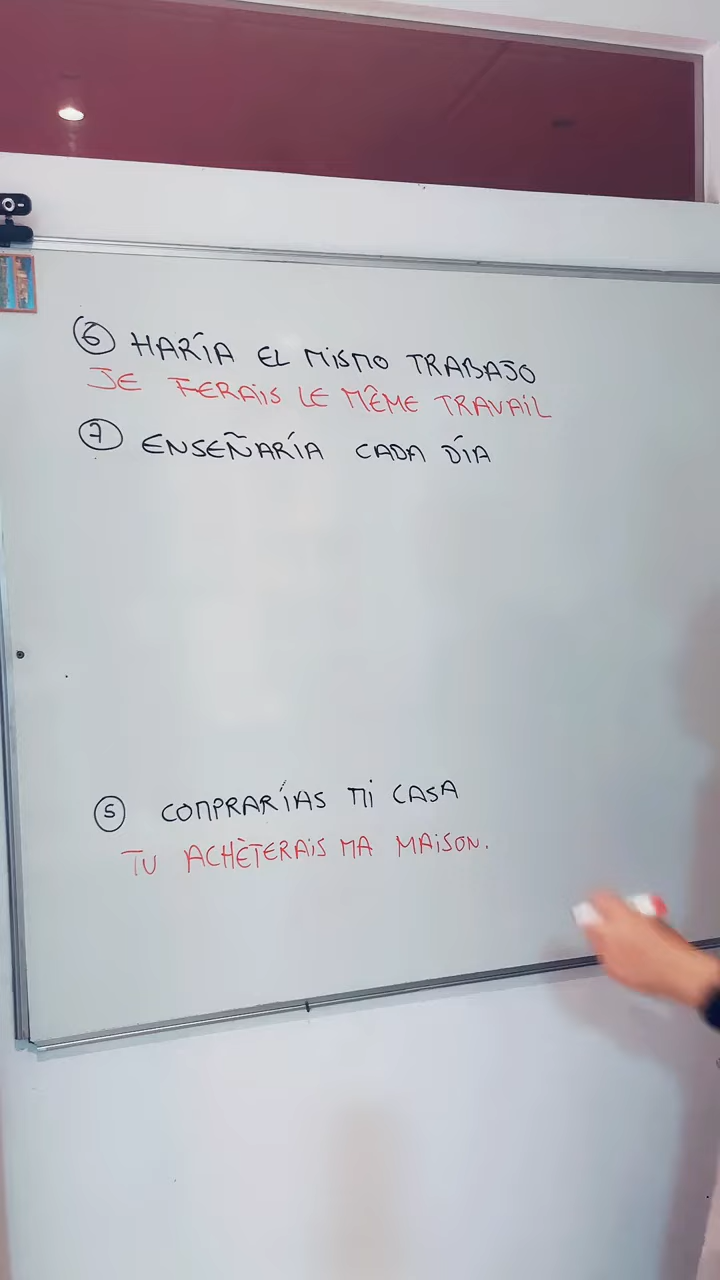 6 HARÍA EL MISMO TRABAJO
JE FERAIS LE MÊME TRAVAIL
7 ENSEÑARÍA CADA DÍA
5 COMPRARÍAS MI CASA
TU ACHÈTERAIS MA MAISON.